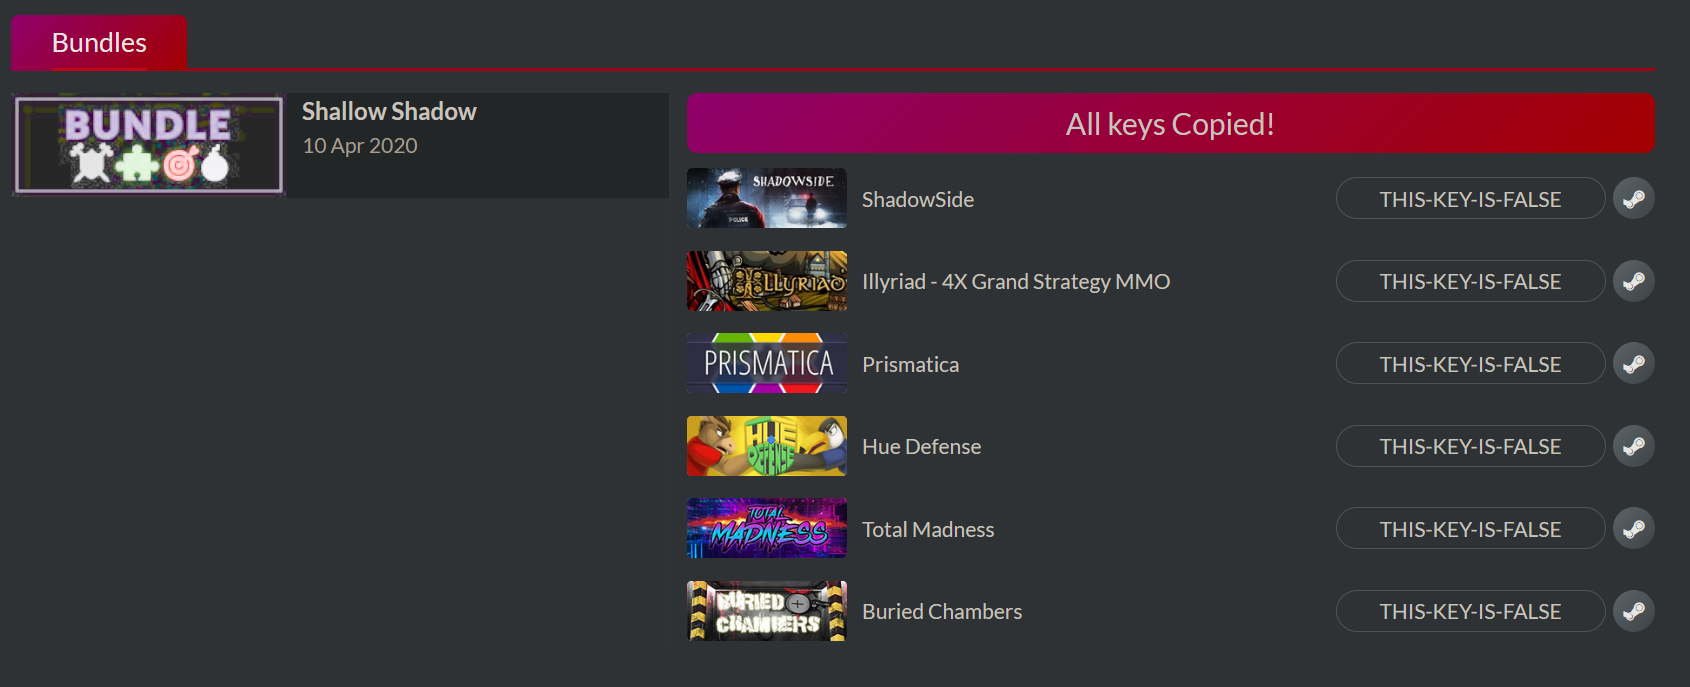 Bundles
BUNDLE
Shallow Shadow
10 Apr 2020
All keys Copied!
SHADOWSIDE
POLICE
ShadowSide
THIS-KEY-IS-FALSE
ILLYRIAD
Illyriad - 4X Grand Strategy MMO
THIS-KEY-IS-FALSE
PRISMATICA
Prismatica
THIS-KEY-IS-FALSE
HUE
DEFENSE
Hue Defense
THIS-KEY-IS-FALSE
TOTAL
MADNESS
Total Madness
THIS-KEY-IS-FALSE
BURIED
CHAMBERS
Buried Chambers
THIS-KEY-IS-FALSE